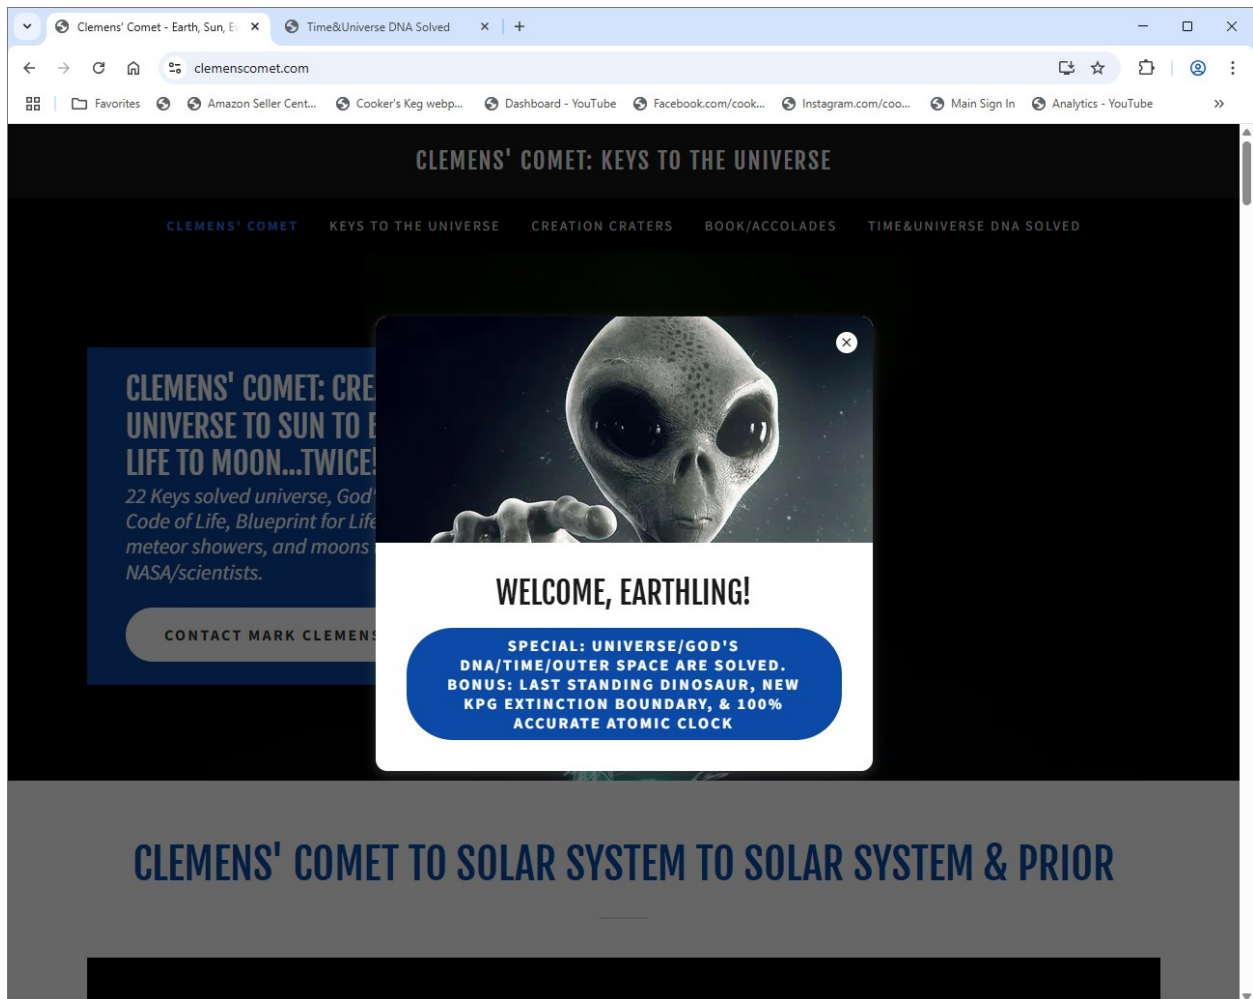 Clemens' Comet - Earth, Sun,
Time&Universe DNA Solved
clemenscomet.com
Favorites
Amazon Seller Cent...
Cooker's Keg webp...
Dashboard - YouTube
Facebook.com/cook...
Instagram.com/coo...
Main Sign In
Analytics - YouTube
CLEMENS' COMET: KEYS TO THE UNIVERSE
CLEMENS' COMET
KEYS TO THE UNIVERSE
CREATION CRATERS
BOOK/ACCOLADES
TIME&UNIVERSE DNA SOLVED
CLEMENS' COMET: CRE
UNIVERSE TO SUN TO E
LIFE TO MOON...TWICE!
22 Keys solved universe, God'
Code of Life, Blueprint for Life
meteor showers, and moons
NASA/scientists.
CONTACT MARK CLEMENS
WELCOME, EARTHLING!
SPECIAL: UNIVERSE/GOD'S
DNA/TIME/OUTER SPACE ARE SOLVED.
BONUS: LAST STANDING DINOSAUR, NEW
KPG EXTINCTION BOUNDARY, & 100%
ACCURATE ATOMIC CLOCK
CLEMENS' COMET TO SOLAR SYSTEM TO SOLAR SYSTEM & PRIOR